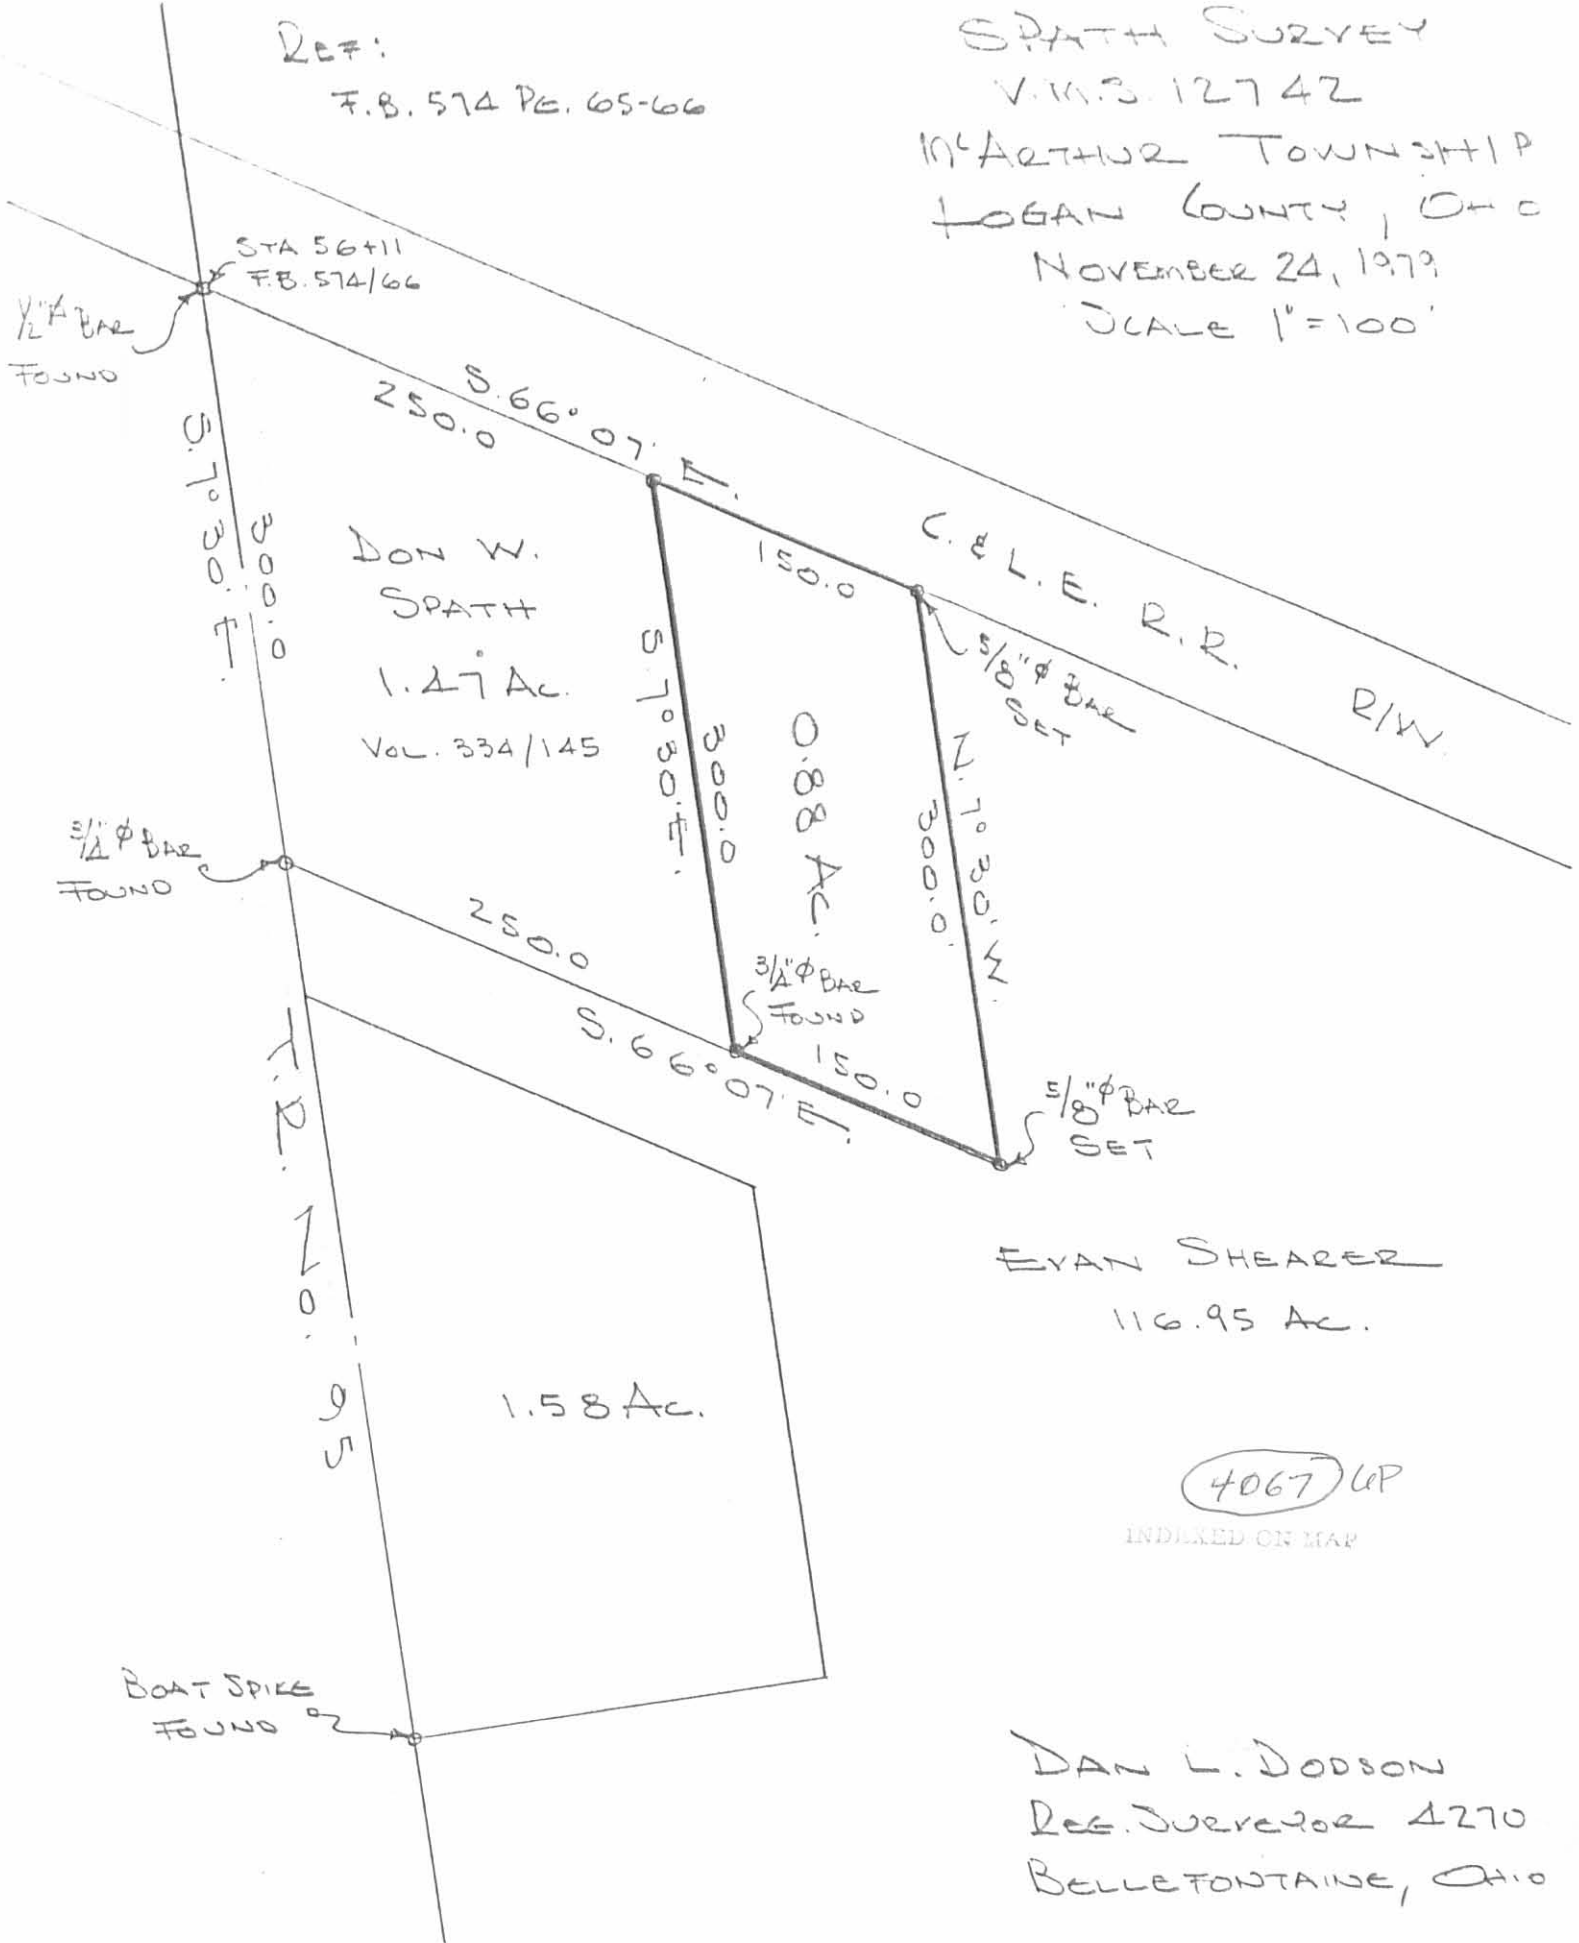 REF:
F.B. 574 PG. 65-66
SPATH SURVEY
V.M.S. 12742
McARTHUR TOWNSHIP
LOGAN COUNTY, OHIO
NOVEMBER 24, 1979
SCALE 1" = 100'
STA 56+11
F.B. 574/66
1/2" φ BAR
FOUND
S. 66° 07' E.
250.0
S. 7° 30' E.
300.0
DON W.
SPATH
1.47 AC.
VOL. 334/145
150.0
C. & L. E. R.R. R/W
5/8" φ BAR
SET
S 7° 30' E.
300.0
0.88 AC.
N. 7° 30' W.
300.0'
3/4" φ BAR
FOUND
250.0
S. 66° 07' E.
3/4" φ BAR
FOUND
150.0
5/8" φ BAR
SET
T.R. No. 95
EVAN SHEARER
116.95 AC.
1.58 AC.
4067 GP
INDEXED ON MAP
BOAT SPIKE
FOUND
DAN L. DODSON
REG. SURVEYOR 4270
BELLEFONTAINE, OHIO